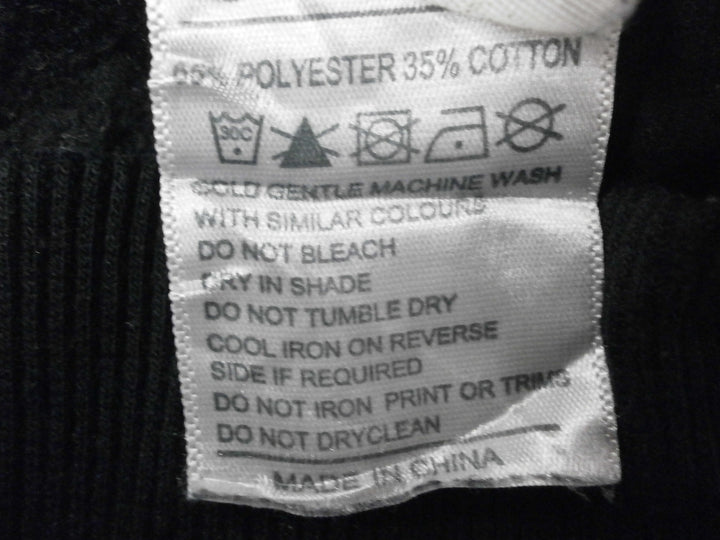 65% POLYESTER 35% COTTON
30C
COLD GENTLE MACHINE WASH
WITH SIMILAR COLOURS
DO NOT BLEACH
DRY IN SHADE
DO NOT TUMBLE DRY
COOL IRON ON REVERSE
SIDE IF REQUIRED
DO NOT IRON PRINT OR TRIMS
DO NOT DRYCLEAN
MADE IN CHINA